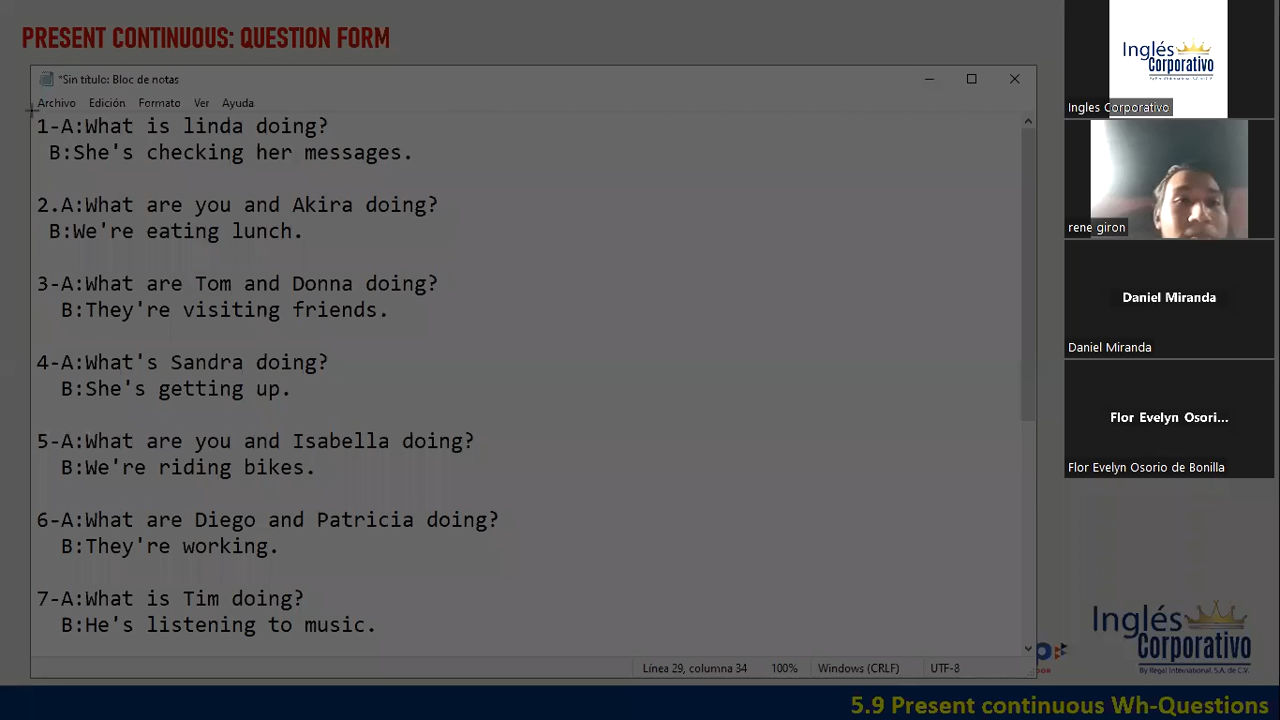 PRESENT CONTINUOUS: QUESTION FORM
*Sin título: Bloc de notas
Archivo Edición Formato Ver Ayuda
1-A:What is linda doing?
B:She's checking her messages.
2.A:What are you and Akira doing?
B:We're eating lunch.
3-A:What are Tom and Donna doing?
B:They're visiting friends.
4-A:What's Sandra doing?
B:She's getting up.
5-A:What are you and Isabella doing?
B:We're riding bikes.
6-A:What are Diego and Patricia doing?
B:They're working.
7-A:What is Tim doing?
B:He's listening to music.
Línea 29, columna 34 100% Windows (CRLF) UTF-8
Inglés
Corporativo
Ingles Corporativo
rene giron
Daniel Miranda
Daniel Miranda
Flor Evelyn Osori...
Flor Evelyn Osorio de Bonilla
Inglés
Corporativo
By Regal International, S.A. de C.V.
5.9 Present continuous Wh-Questions